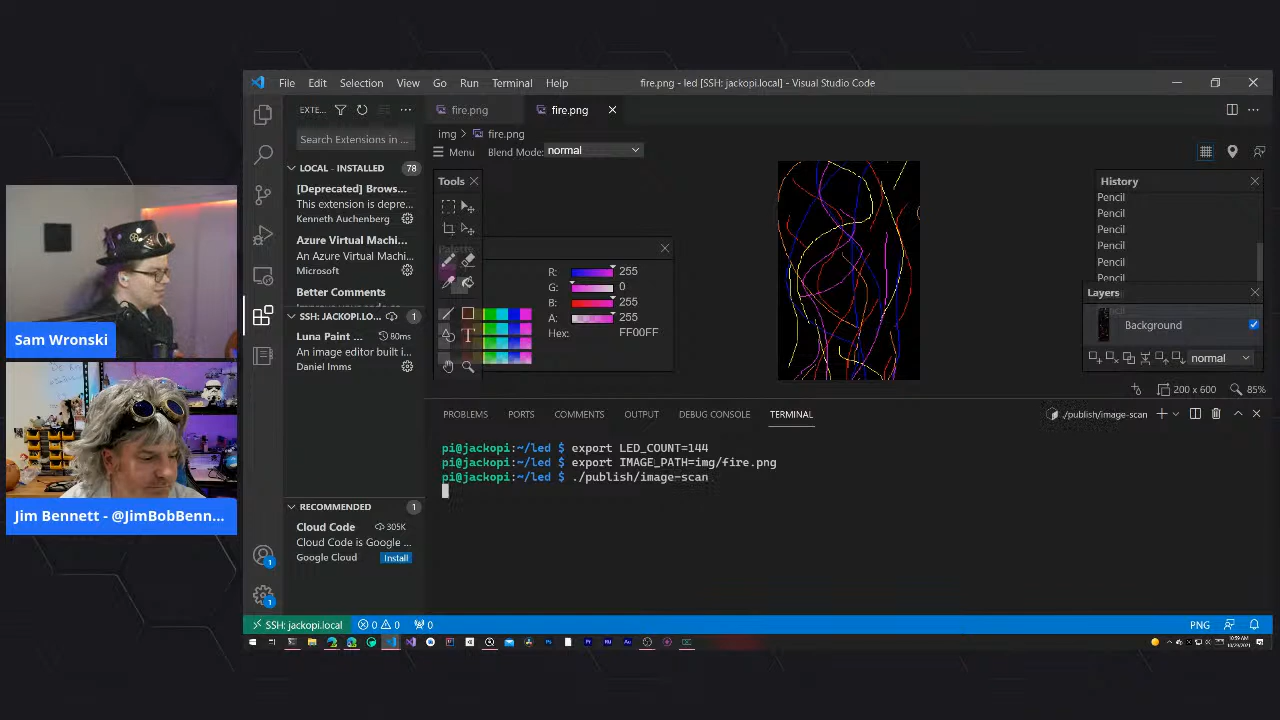 File Edit Selection View Go Run Terminal Help
fire.png - led [SSH: jackopi.local] - Visual Studio Code
EXTE...
fire.png
fire.png
Search Extensions in ...
img > fire.png
Menu Blend Mode: normal
LOCAL - INSTALLED 78
[Deprecated] Brows...
This extension is depre...
Kenneth Auchenberg
Azure Virtual Machi...
An Azure Virtual Machi...
Microsoft
Better Comments
SSH: JACKOPI.LO... 1
Luna Paint ... 80ms
An image editor built i...
Daniel Imms
RECOMMENDED 1
Cloud Code 305K
Cloud Code is Google ...
Google Cloud Install
Tools
Palette
R: 255
G: 0
B: 255
A: 255
Hex: FF00FF
History
Pencil
Pencil
Pencil
Pencil
Pencil
Pencil
Layers
Background
normal
200 x 600 85%
PROBLEMS PORTS COMMENTS OUTPUT DEBUG CONSOLE TERMINAL
./publish/image-scan
pi@jackopi:~/led $ export LED_COUNT=144
pi@jackopi:~/led $ export IMAGE_PATH=img/fire.png
pi@jackopi:~/led $ ./publish/image-scan
Sam Wronski
Jim Bennett - @JimBobBenn...
1
1
SSH: jackopi.local 0 0 0
PNG
10:59 AM